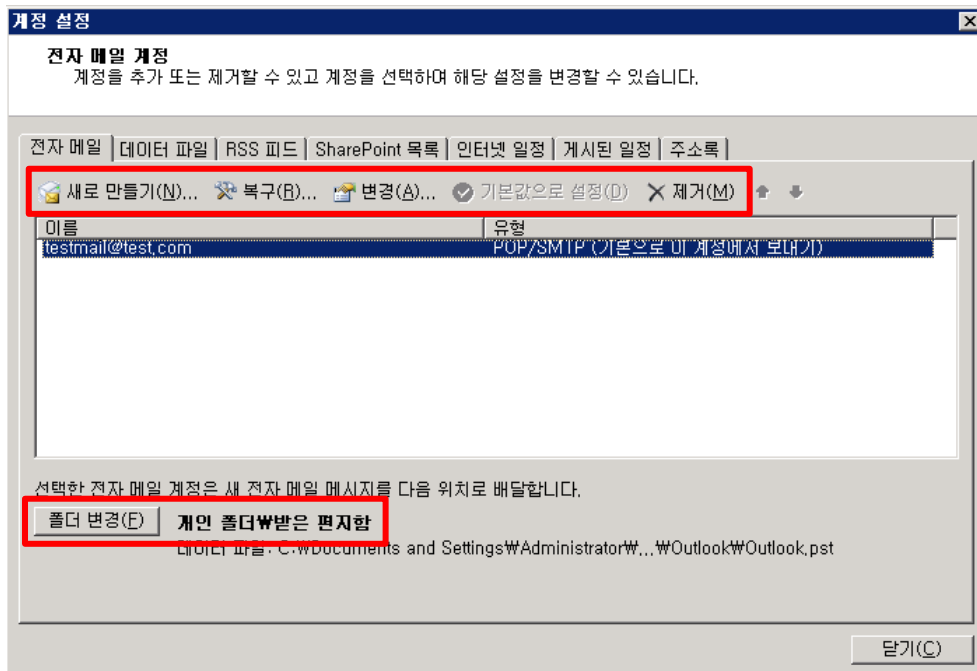 계정 설정
전자 메일 계정
계정을 추가 또는 제거할 수 있고 계정을 선택하여 해당 설정을 변경할 수 있습니다.
전자 메일 데이터 파일 RSS 피드 SharePoint 목록 인터넷 일정 게시된 일정 주소록
새로 만들기(N)... 복구(R)... 변경(A)... 기본값으로 설정(D) 제거(M)
이름 유형
testmail@test.com POP/SMTP (기본으로 이 계정에서 보내기)
선택한 전자 메일 계정은 새 전자 메일 메시지를 다음 위치로 배달합니다.
폴더 변경(F) 개인 폴더₩받은 편지함
데이터 파일: C:₩Documents and Settings₩Administrator₩...₩Outlook₩Outlook.pst
닫기(C)